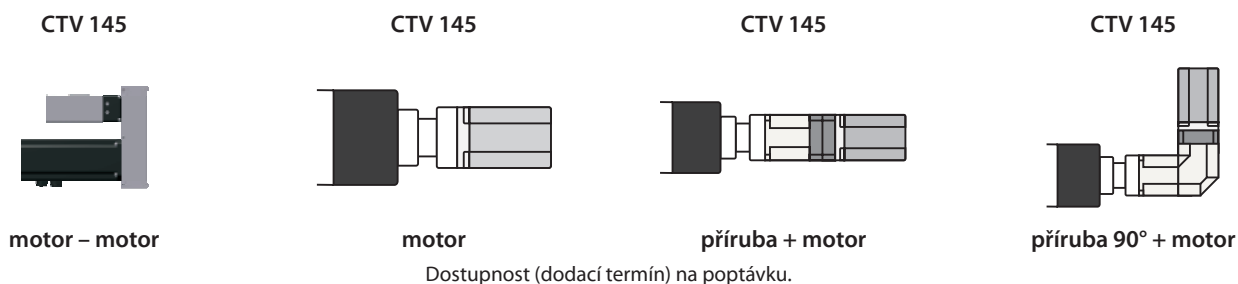 CTV 145 CTV 145 CTV 145 CTV 145
motor – motor motor příruba + motor příruba 90° + motor
Dostupnost (dodací termín) na poptávku.